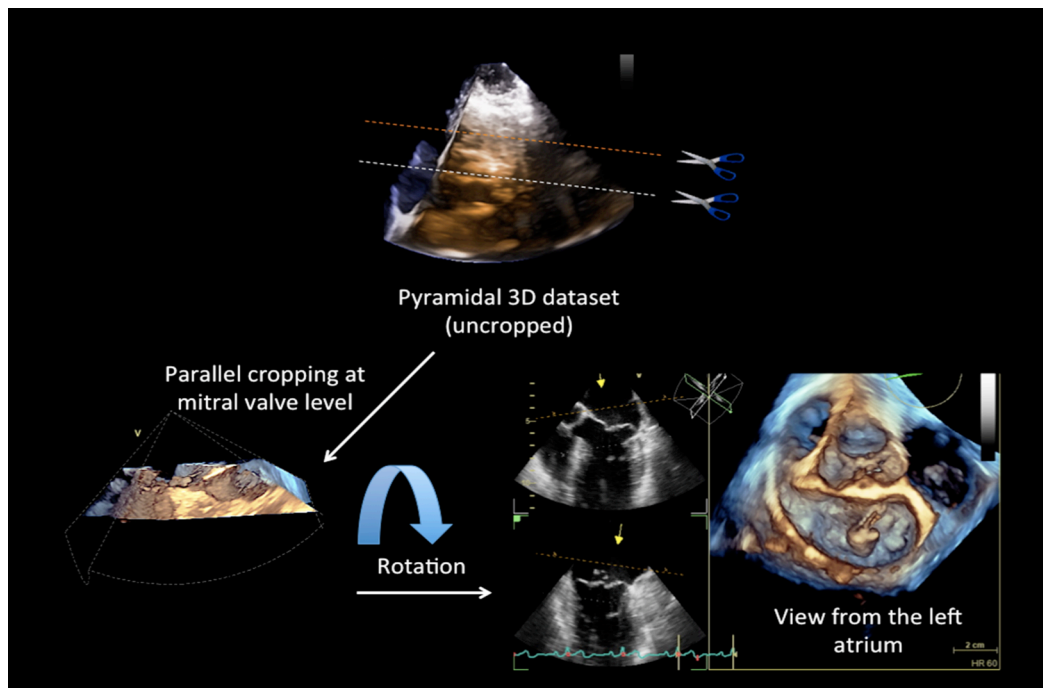 Pyramidal 3D dataset
(uncropped)
Parallel cropping at
mitral valve level
V
Rotation
View from the left
atrium
2 cm
HR 60